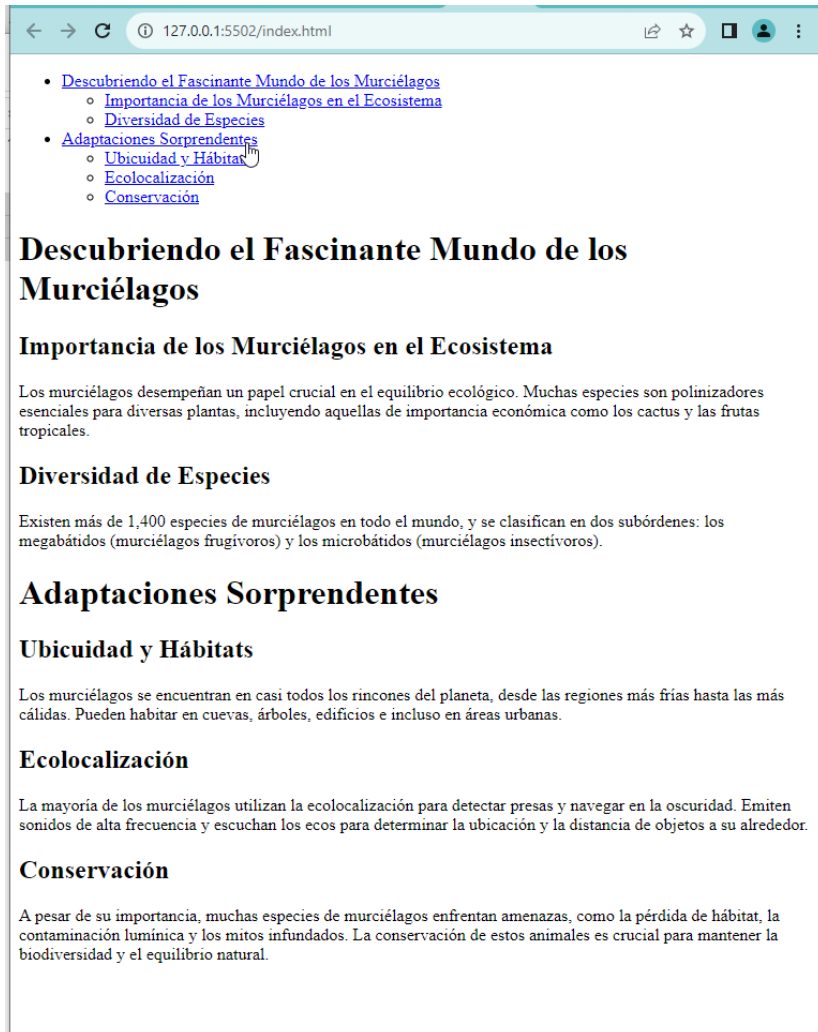 127.0.0.1:5502/index.html
Descubriendo el Fascinante Mundo de los Murciélagos
Importancia de los Murciélagos en el Ecosistema
Diversidad de Especies
Adaptaciones Sorprendentes
Ubicuidad y Hábitats
Ecolocalización
Conservación
Descubriendo el Fascinante Mundo de los
Murciélagos
Importancia de los Murciélagos en el Ecosistema
Los murciélagos desempeñan un papel crucial en el equilibrio ecológico. Muchas especies son polinizadores
esenciales para diversas plantas, incluyendo aquellas de importancia económica como los cactus y las frutas
tropicales.
Diversidad de Especies
Existen más de 1,400 especies de murciélagos en todo el mundo, y se clasifican en dos subórdenes: los
megabátidos (murciélagos frugívoros) y los microbátidos (murciélagos insectívoros).
Adaptaciones Sorprendentes
Ubicuidad y Hábitats
Los murciélagos se encuentran en casi todos los rincones del planeta, desde las regiones más frías hasta las más
cálidas. Pueden habitar en cuevas, árboles, edificios e incluso en áreas urbanas.
Ecolocalización
La mayoría de los murciélagos utilizan la ecolocalización para detectar presas y navegar en la oscuridad. Emiten
sonidos de alta frecuencia y escuchan los ecos para determinar la ubicación y la distancia de objetos a su alrededor.
Conservación
A pesar de su importancia, muchas especies de murciélagos enfrentan amenazas, como la pérdida de hábitat, la
contaminación lumínica y los mitos infundados. La conservación de estos animales es crucial para mantener la
biodiversidad y el equilibrio natural.